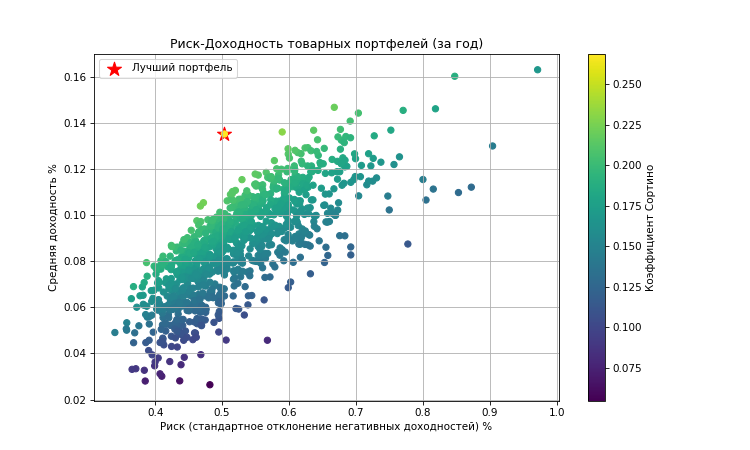 Риск-Доходность товарных портфелей (за год)
Лучший портфель
0.16
0.14
0.12
0.10
0.08
0.06
0.04
0.02
Средняя доходность %
0.4 0.5 0.6 0.7 0.8 0.9 1.0
Риск (стандартное отклонение негативных доходностей) %
0.250
0.225
0.200
0.175
0.150
0.125
0.100
0.075
Коэффициент Сортино